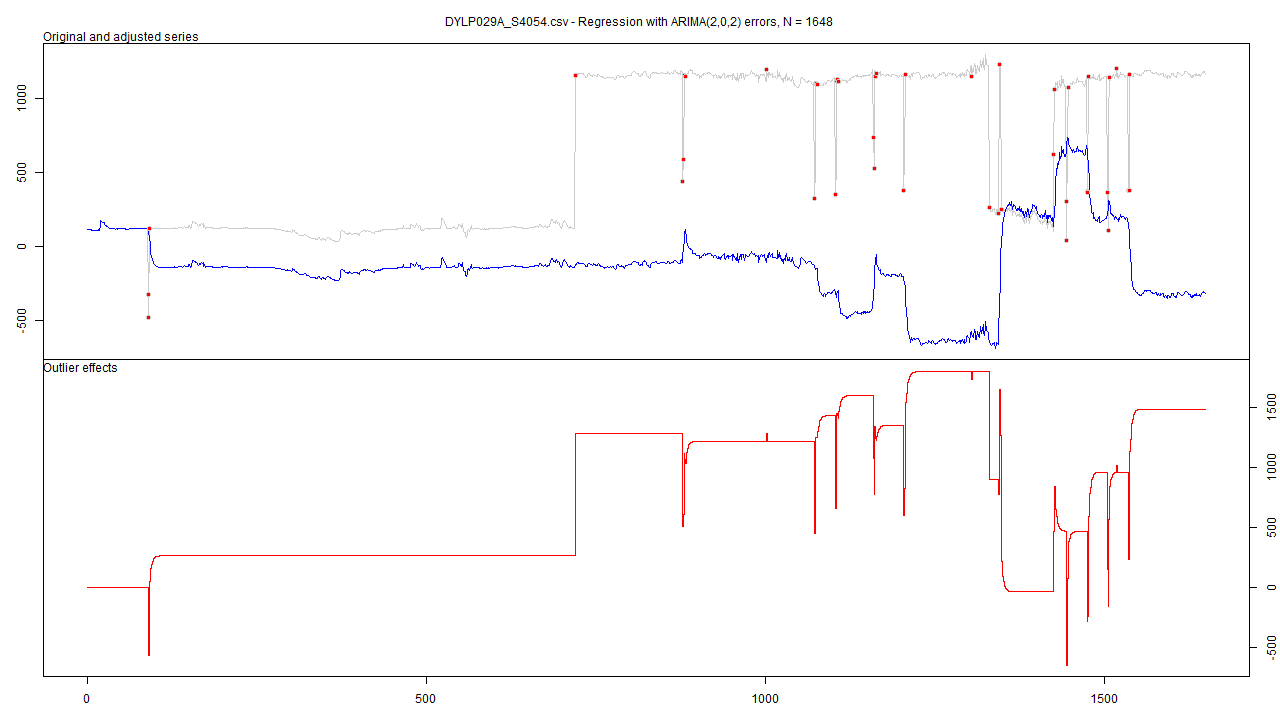 DYLP029A_S4054.csv - Regression with ARIMA(2,0,2) errors, N = 1648
Original and adjusted series
1000
500
0
-500
Outlier effects
1500
1000
500
0
-500
0 500 1000 1500